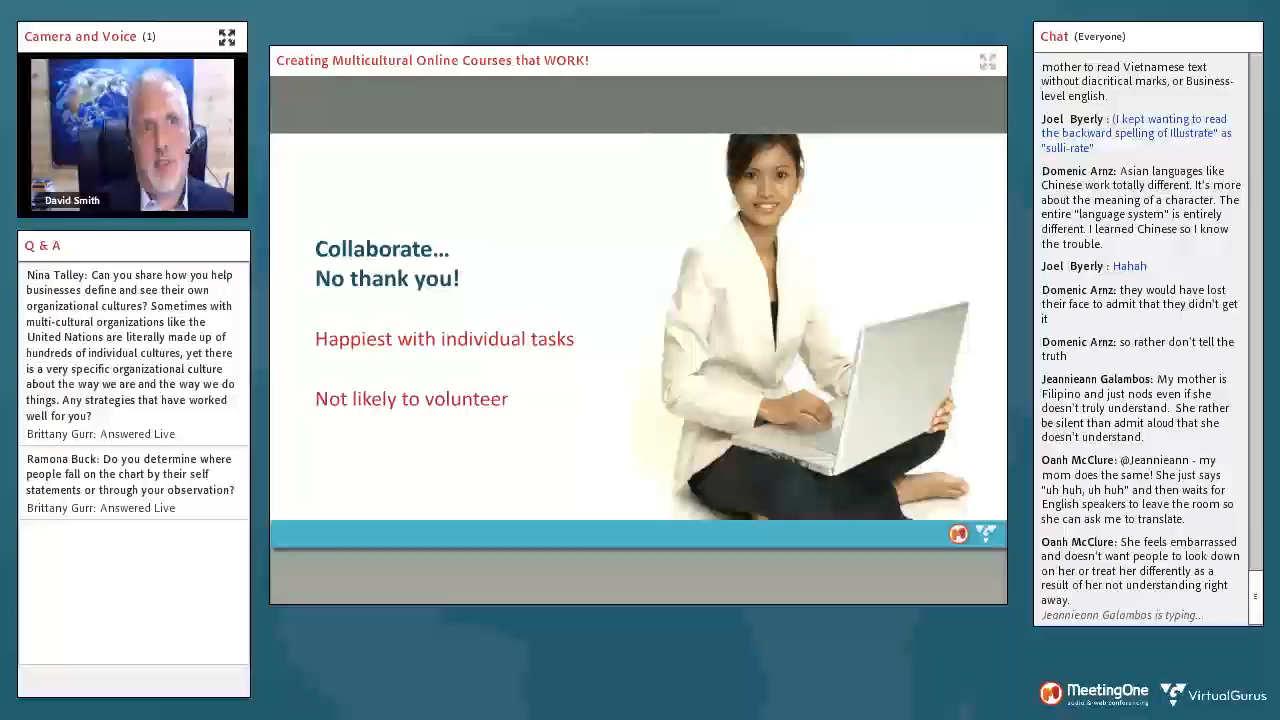 Camera and Voice (1)
David Smith
Q & A
Nina Talley: Can you share how you help
businesses define and see their own
organizational cultures? Sometimes with
multi-cultural organizations like the
United Nations are literally made up of
hundreds of individual cultures, yet there
is a very specific organizational culture
about the way we are and the way we do
things. Any strategies that have worked
well for you?
Brittany Gurr: Answered Live
Ramona Buck: Do you determine where
people fall on the chart by their self
statements or through your observation?
Brittany Gurr: Answered Live
Creating Multicultural Online Courses that WORK!
Collaborate...
No thank you!
Happiest with individual tasks
Not likely to volunteer
Chat (Everyone)
mother to read Vietnamese text
without diacritical marks, or Business-
level english.
Joel Byerly : (I kept wanting to read
the backward spelling of Illustrate" as
"sulli-rate"
Domenic Arnz: Asian languages like
Chinese work totally different. It's more
about the meaning of a character. The
entire "language system" is entirely
different. I learned Chinese so I know
the trouble.
Joel Byerly : Hahah
Domenic Arnz: they would have lost
their face to admit that they didn't get
it
Domenic Arnz: so rather don't tell the
truth
Jeannieann Galambos: My mother is
Filipino and just nods even if she
doesn't truly understand. She rather
be silent than admit aloud that she
doesn't understand.
Oanh McClure: @Jeannieann - my
mom does the same! She just says
"uh huh, uh huh" and then waits for
English speakers to leave the room so
she can ask me to translate.
Oanh McClure: She feels embarrassed
and doesn't want people to look down
on her or treat her differently as a
result of her not understanding right
away.
Jeannieann Galambos is typing...
MeetingOne
audio & web conferencing
VirtualGurus